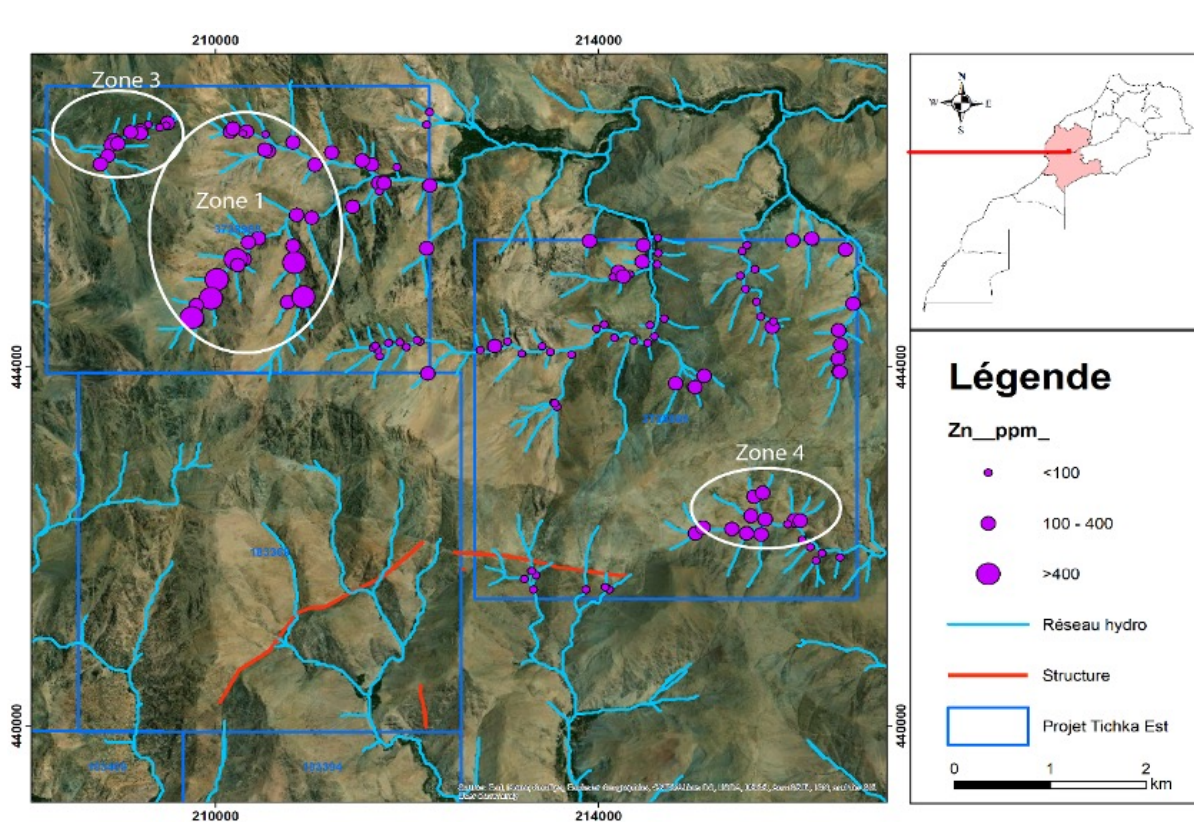 210000
214000
Zone 3
Zone 1
Zone 4
444000
444000
440000
440000
210000
214000
N
W
E
S
Légende
Zn__ppm_
<100
100 - 400
>400
Réseau hydro
Structure
Projet Tichka Est
0
1
2
km